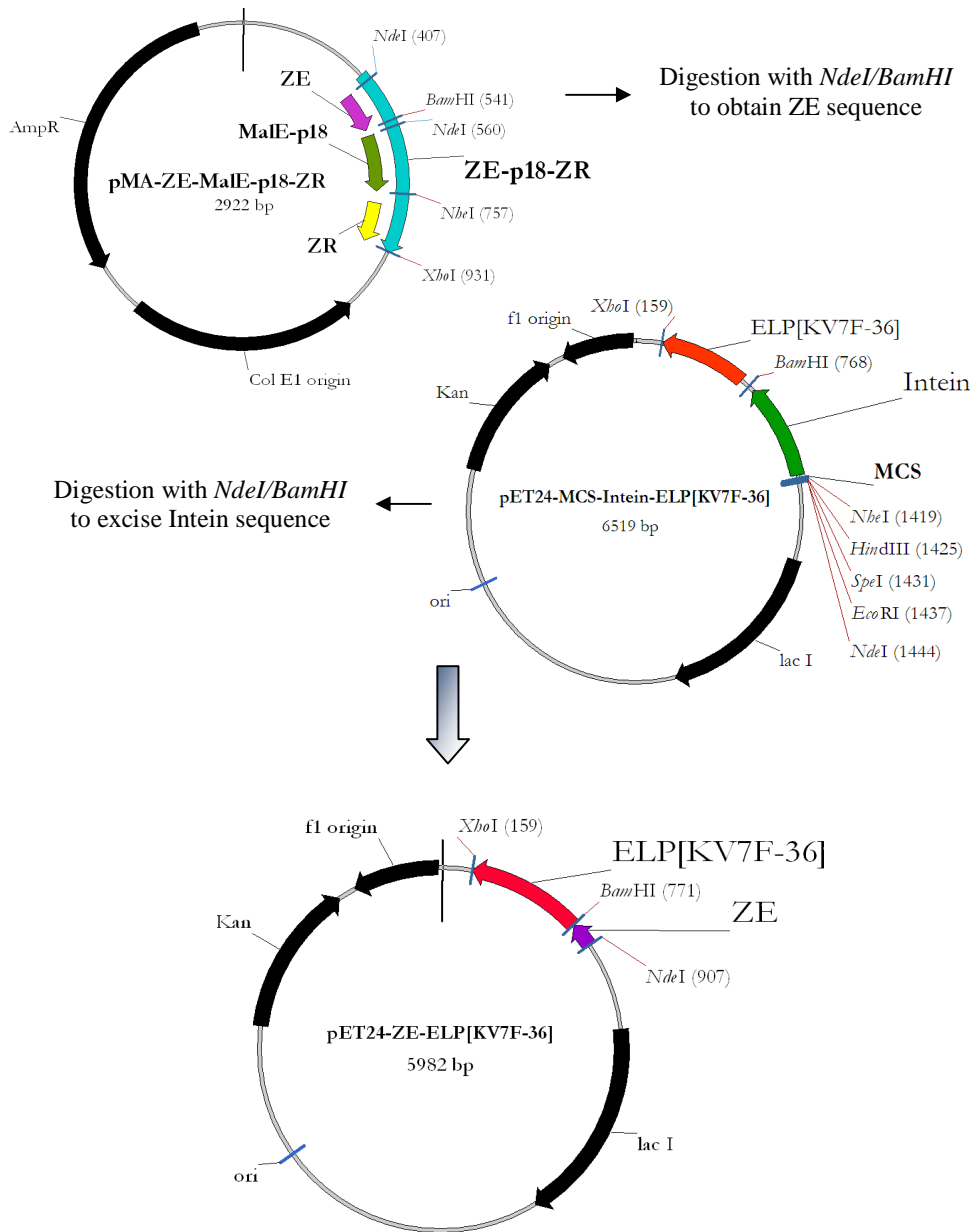 NdeI (407)
ZE
BamHI (541)
NdeI (560)
AmpR
MalE-p18
ZE-p18-ZR
pMA-ZE-MalE-p18-ZR
2922 bp
NheI (757)
ZR
XhoI (931)
Col E1 origin
Digestion with NdeI/BamHI
to obtain ZE sequence
XhoI (159)
f1 origin
ELP[KV7F-36]
BamHI (768)
Kan
Intein
MCS
pET24-MCS-Intein-ELP[KV7F-36]
6519 bp
NheI (1419)
HindIII (1425)
SpeI (1431)
EcoRI (1437)
NdeI (1444)
ori
lac I
Digestion with NdeI/BamHI
to excise Intein sequence
XhoI (159)
f1 origin
ELP[KV7F-36]
BamHI (771)
ZE
Kan
NdeI (907)
pET24-ZE-ELP[KV7F-36]
5982 bp
lac I
ori